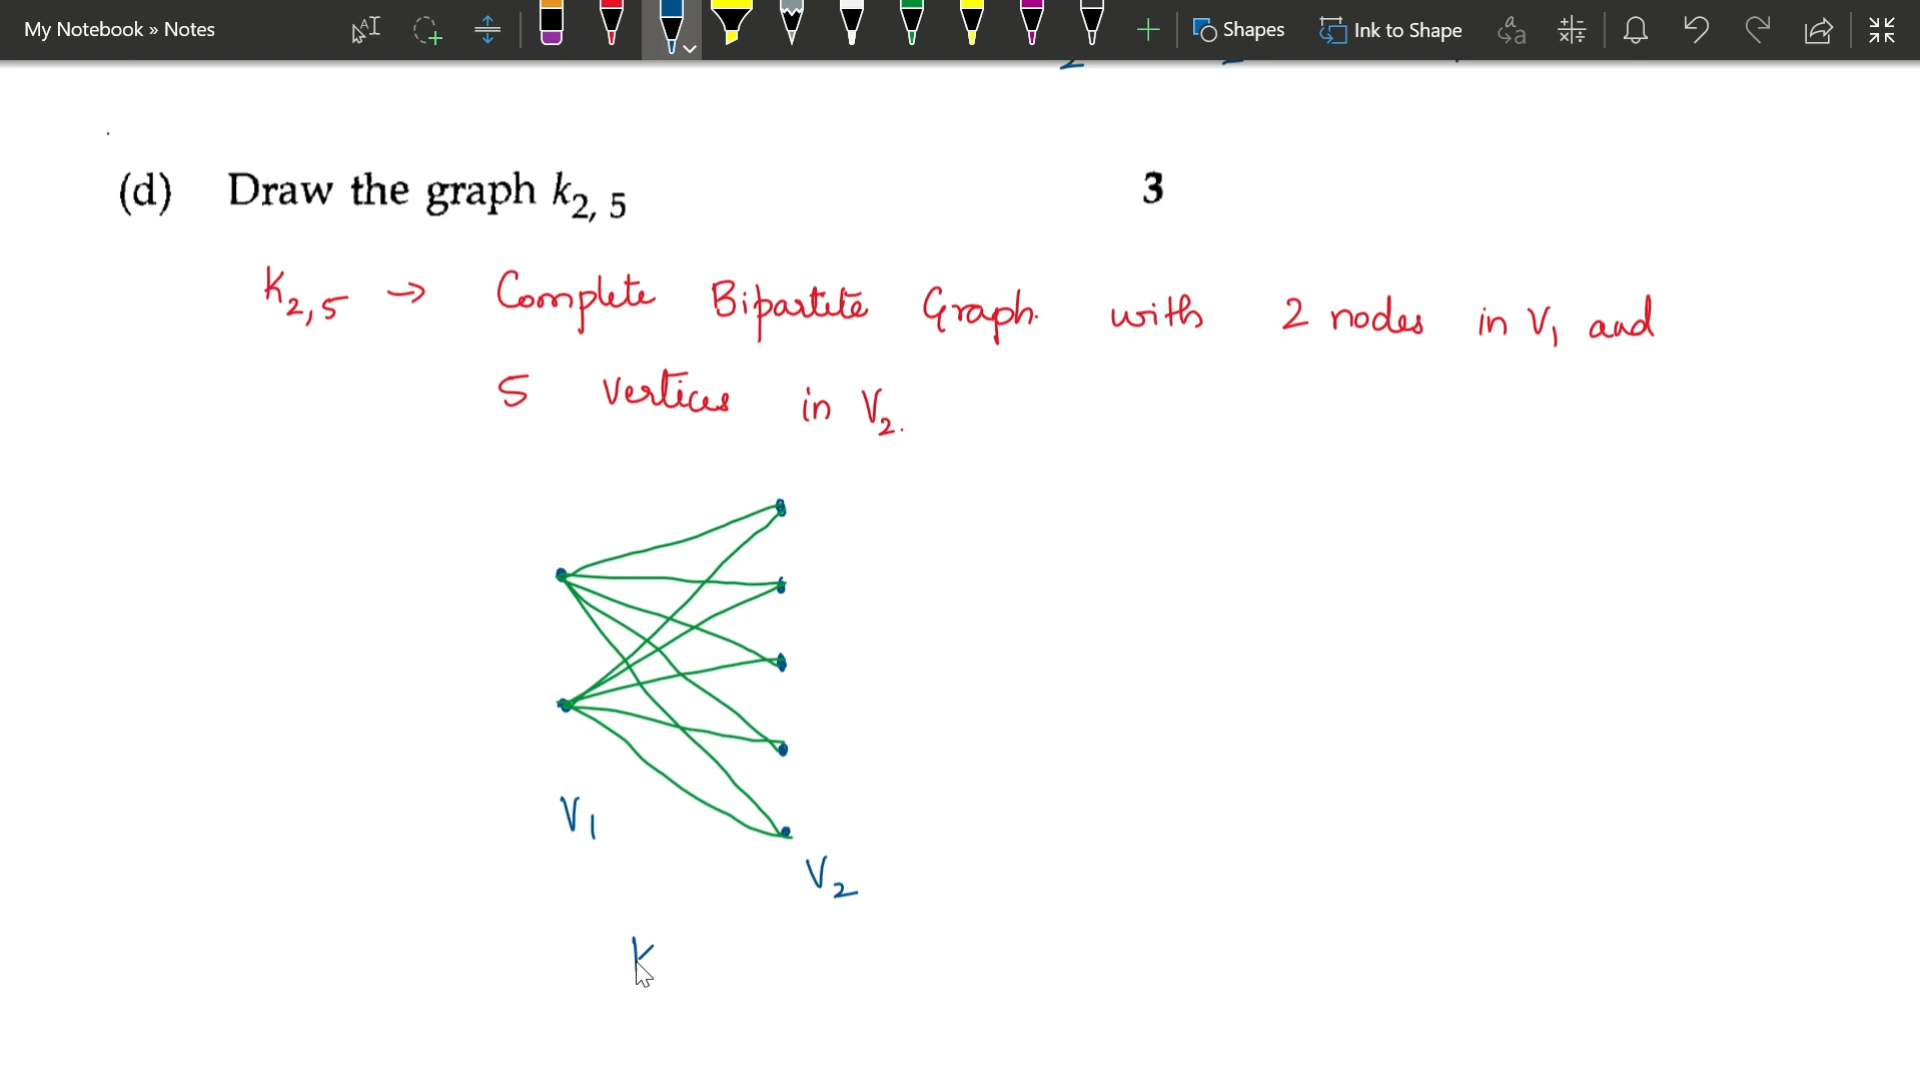 My Notebook » Notes
Shapes
Ink to Shape
(d) Draw the graph k2, 5 3
K2,5 → Complete Bipartite Graph. with 2 nodes in V1 and
5 vertices in V2.
V1
V2
K